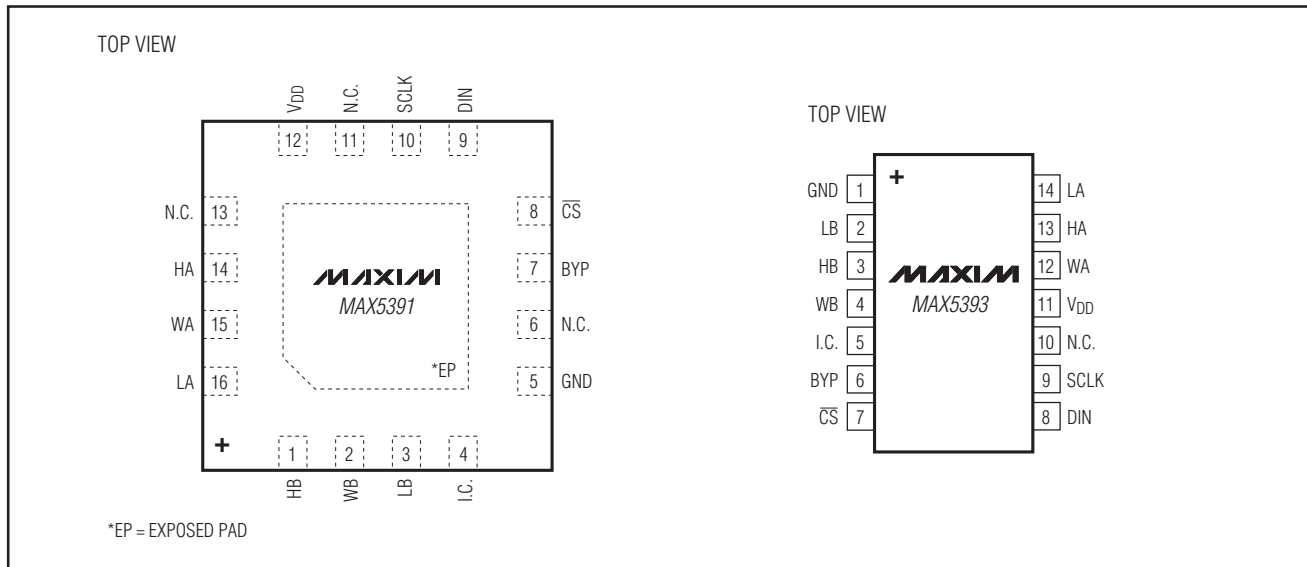 TOP VIEW
VDD
N.C.
SCLK
DIN
12
11
10
9
N.C. 13
HA 14
WA 15
LA 16
8 C̅S̅
7 BYP
6 N.C.
5 GND
MAXIM
MAX5391
*EP
+
1
2
3
4
HB
WB
LB
I.C.
*EP = EXPOSED PAD
TOP VIEW
+
GND 1
LB 2
HB 3
WB 4
I.C. 5
BYP 6
C̅S̅ 7
MAXIM
MAX5393
14 LA
13 HA
12 WA
11 VDD
10 N.C.
9 SCLK
8 DIN